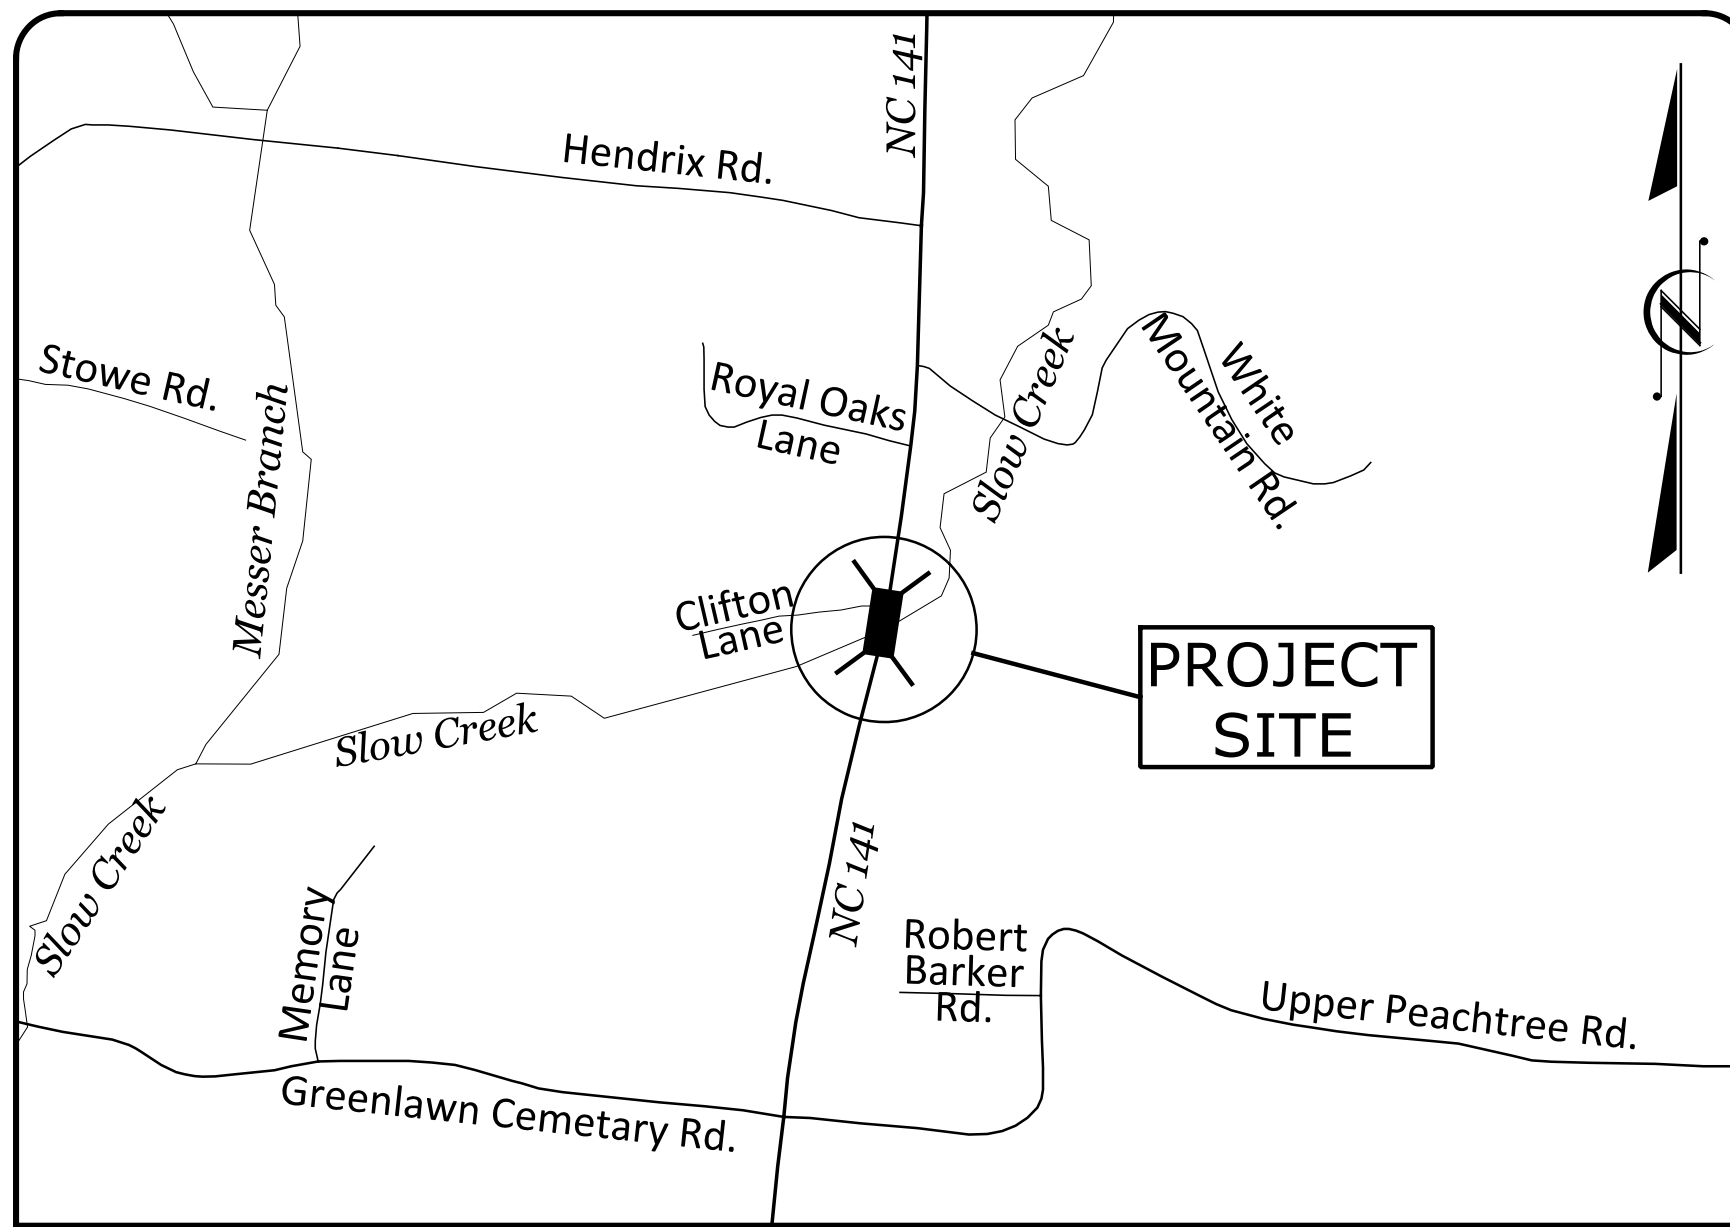 NC 141
Hendrix Rd.
Stowe Rd.
Royal Oaks
Lane
Slow Creek
White
Mountain Rd.
Messer Branch
N
Clifton
Lane
PROJECT
SITE
Slow Creek
Slow Creek
NC 141
Memory
Lane
Robert
Barker
Rd.
Upper Peachtree Rd.
Greenlawn Cemetary Rd.